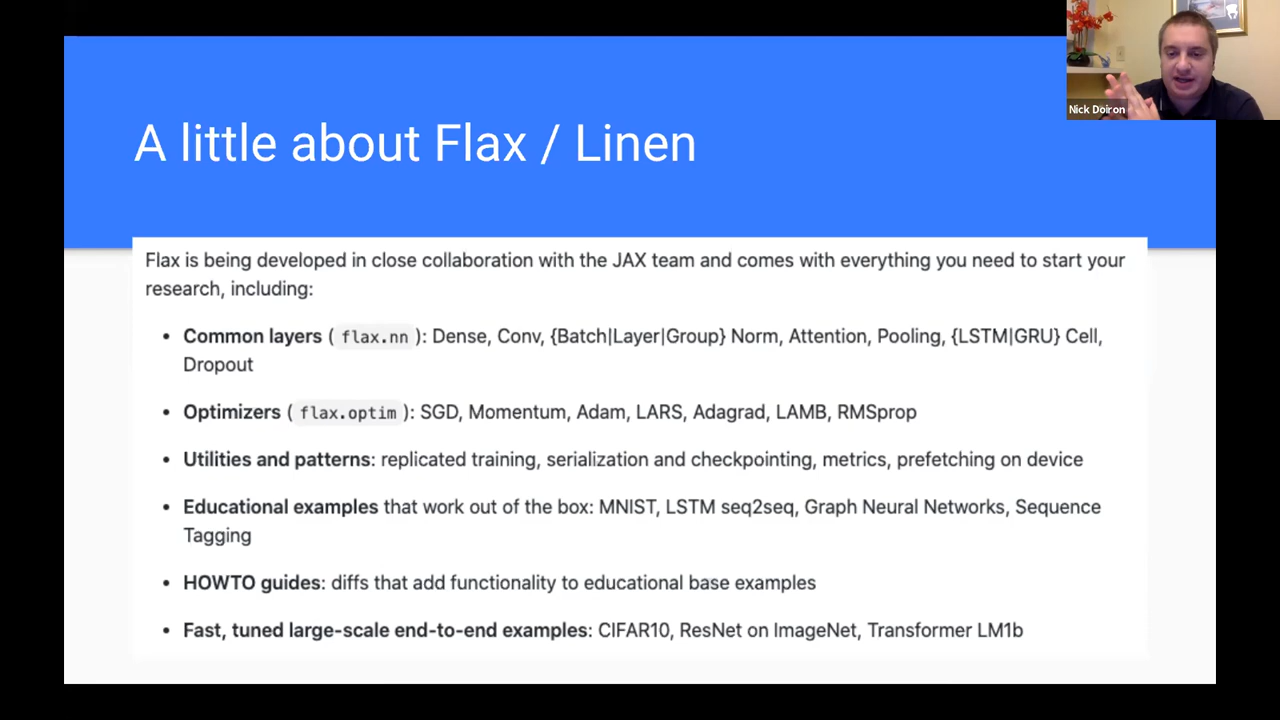 Nick Doiron
A little about Flax / Linen
Flax is being developed in close collaboration with the JAX team and comes with everything you need to start your
research, including:
• Common layers ( flax.nn ): Dense, Conv, {Batch|Layer|Group} Norm, Attention, Pooling, {LSTM|GRU} Cell,
Dropout
• Optimizers ( flax.optim ): SGD, Momentum, Adam, LARS, Adagrad, LAMB, RMSprop
• Utilities and patterns: replicated training, serialization and checkpointing, metrics, prefetching on device
• Educational examples that work out of the box: MNIST, LSTM seq2seq, Graph Neural Networks, Sequence
Tagging
• HOWTO guides: diffs that add functionality to educational base examples
• Fast, tuned large-scale end-to-end examples: CIFAR10, ResNet on ImageNet, Transformer LM1b